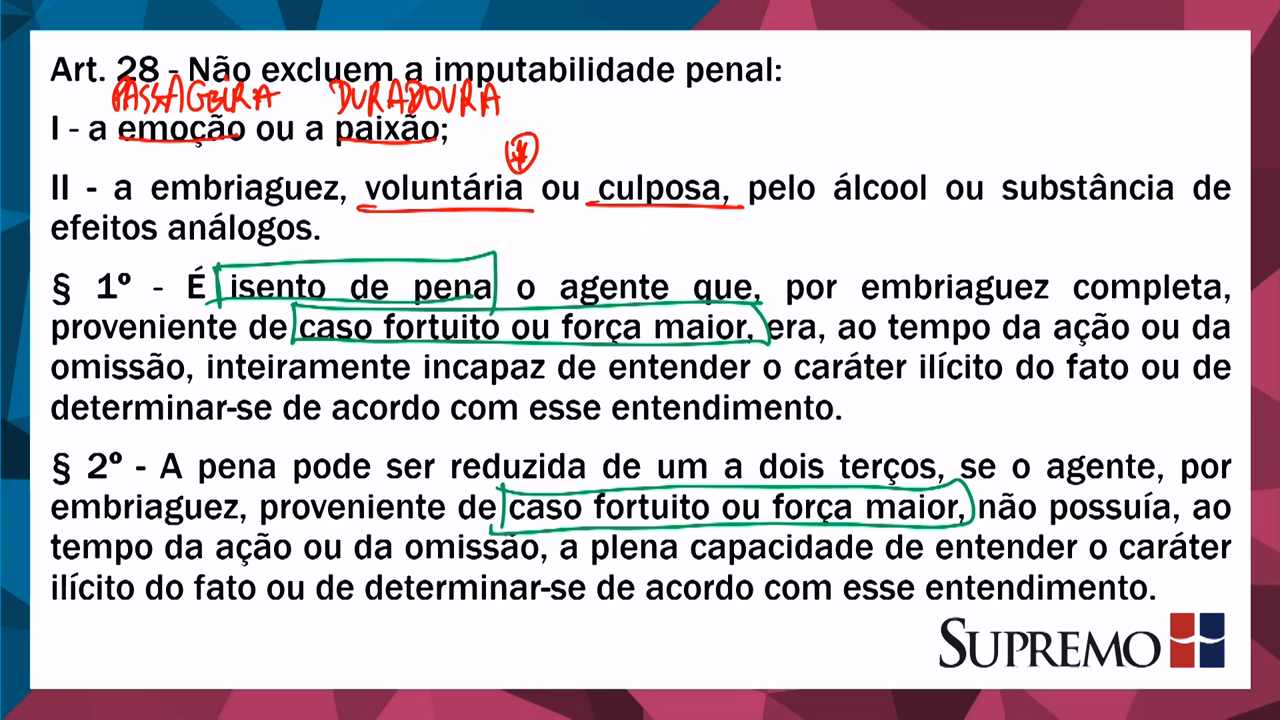 Art. 28 - Não excluem a imputabilidade penal:
PASSAGEIRA DURADOURA
I - a emoção ou a paixão;
II - a embriaguez, voluntária ou culposa, pelo álcool ou substância de
efeitos análogos.
§ 1º - É isento de pena o agente que, por embriaguez completa,
proveniente de caso fortuito ou força maior, era, ao tempo da ação ou da
omissão, inteiramente incapaz de entender o caráter ilícito do fato ou de
determinar-se de acordo com esse entendimento.
§ 2º - A pena pode ser reduzida de um a dois terços, se o agente, por
embriaguez, proveniente de caso fortuito ou força maior, não possuía, ao
tempo da ação ou da omissão, a plena capacidade de entender o caráter
ilícito do fato ou de determinar-se de acordo com esse entendimento.
SUPREMO